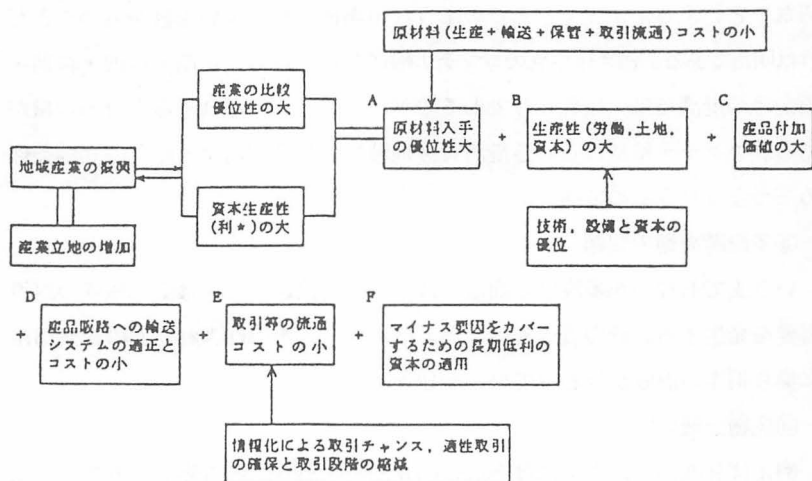 原材料(生産+輸送+保管+取引流通)コストの小
産業の比較
優位性の大
A
原材料入手
の優位性大
+
B
生産性(労働,土地,
資本)の大
+
C
産品付加
価値の大
地域産業の振興
資本生産性
(利*)の大
産業立地の増加
技術,設備と資本の
優位
+
D
産品販路への輸送
システムの適正と
コストの小
+
E
取引等の流通
コストの小
+
F
マイナス要因をカバー
するための長期低利
の資本の適用
情報化による取引チャンス,適性取引
の確保と取引段階の縮減